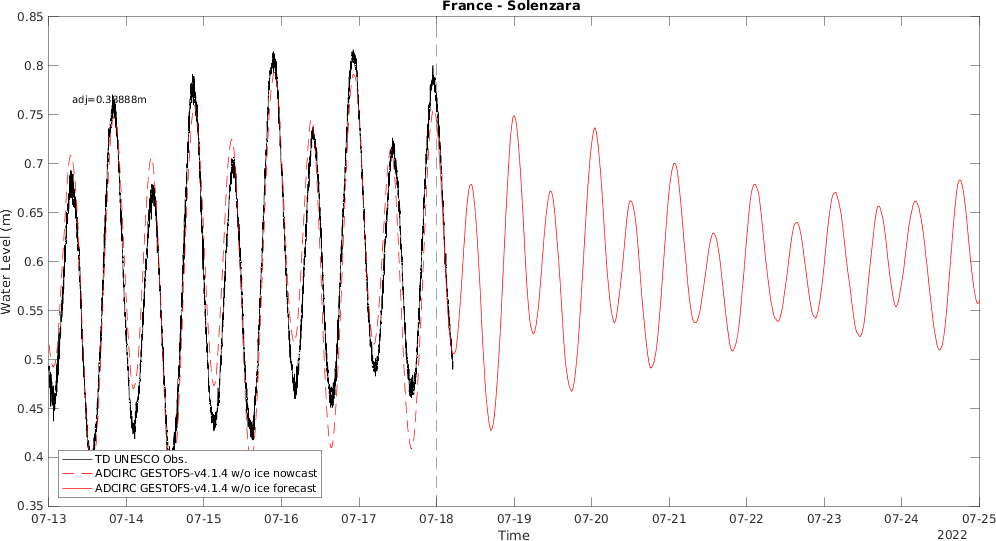 France - Solenzara
0.85
0.8
0.75
0.7
0.65
0.6
0.55
0.5
0.45
0.4
0.35
Water Level (m)
adj=0.38888m
TD UNESCO Obs.
ADCIRC GESTOFS-v4.1.4 w/o ice nowcast
ADCIRC GESTOFS-v4.1.4 w/o ice forecast
07-13 07-14 07-15 07-16 07-17 07-18 07-19 07-20 07-21 07-22 07-23 07-24 07-25
Time
2022